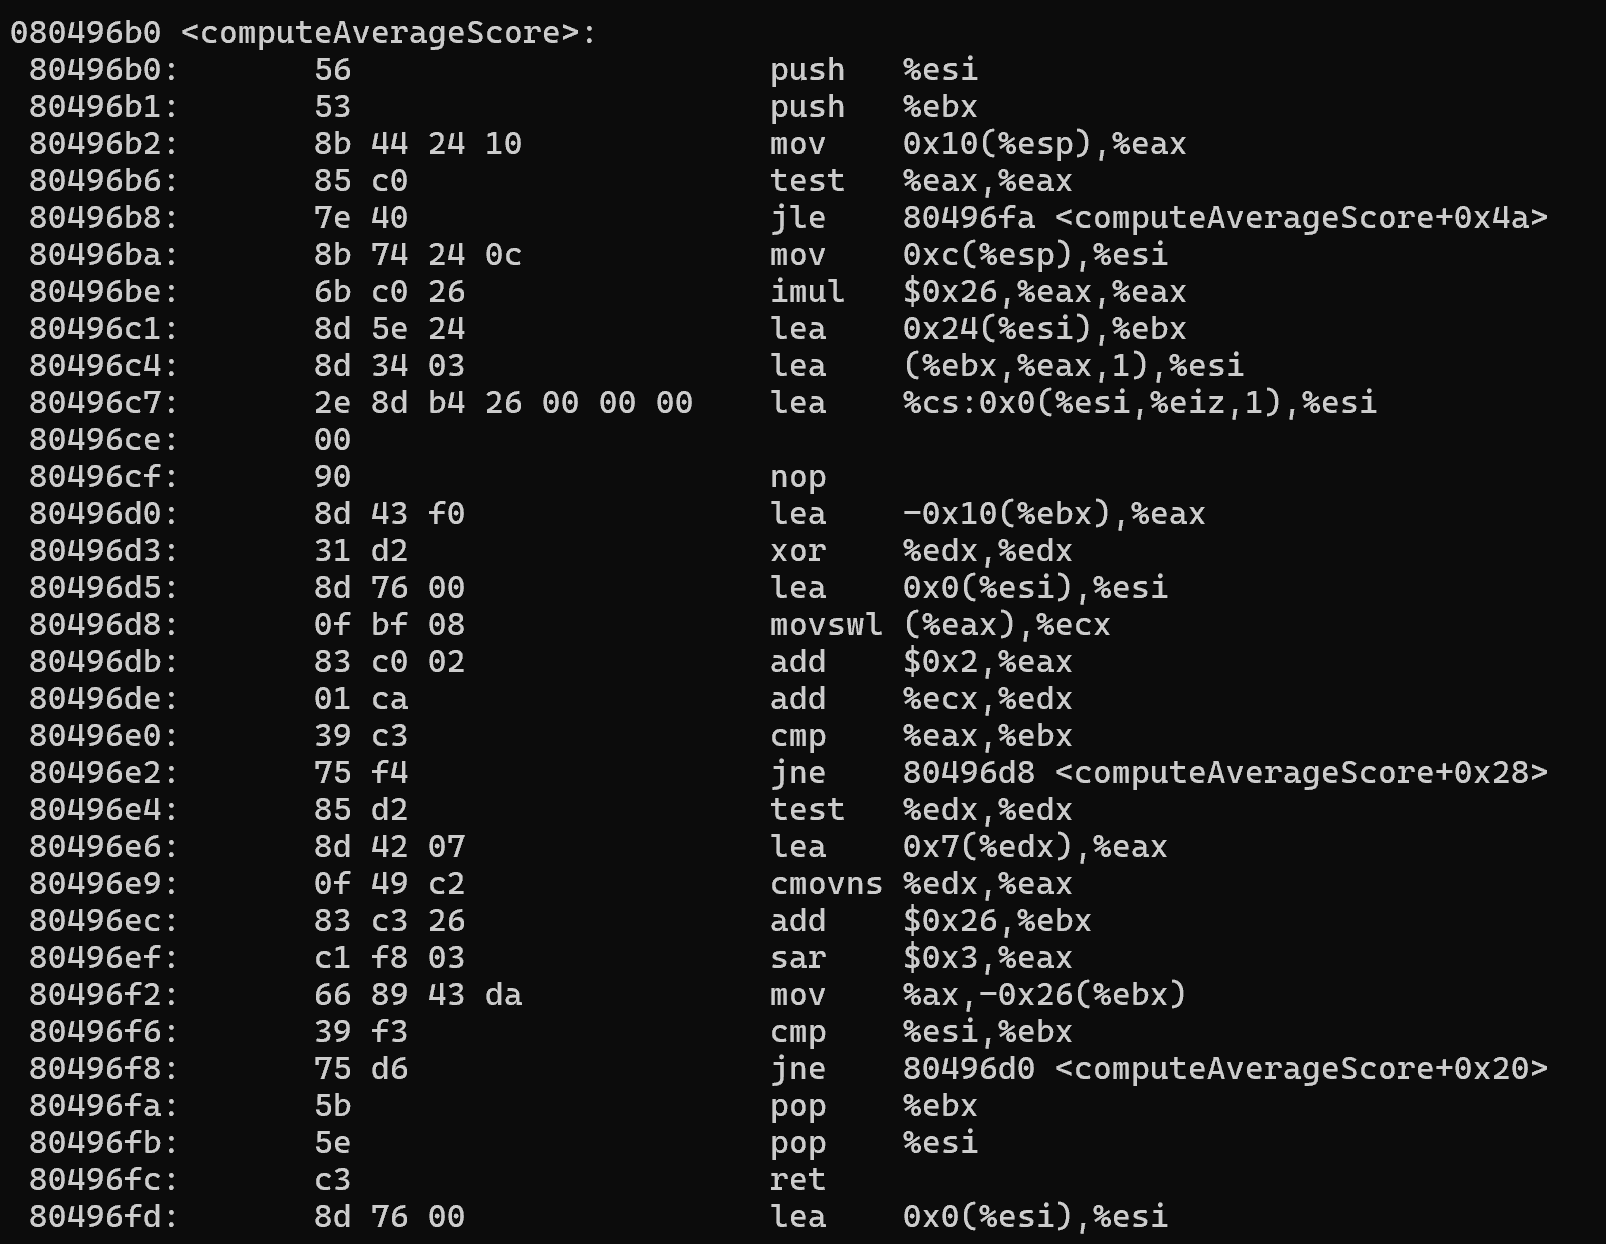 080496b0 <computeAverageScore>:
80496b0: 56 push %esi
80496b1: 53 push %ebx
80496b2: 8b 44 24 10 mov 0x10(%esp),%eax
80496b6: 85 c0 test %eax,%eax
80496b8: 7e 40 jle 80496fa <computeAverageScore+0x4a>
80496ba: 8b 74 24 0c mov 0xc(%esp),%esi
80496be: 6b c0 26 imul $0x26,%eax,%eax
80496c1: 8d 5e 24 lea 0x24(%esi),%ebx
80496c4: 8d 34 03 lea (%ebx,%eax,1),%esi
80496c7: 2e 8d b4 26 00 00 00 lea %cs:0x0(%esi,%eiz,1),%esi
80496ce: 00
80496cf: 90 nop
80496d0: 8d 43 f0 lea -0x10(%ebx),%eax
80496d3: 31 d2 xor %edx,%edx
80496d5: 8d 76 00 lea 0x0(%esi),%esi
80496d8: 0f bf 08 movswl (%eax),%ecx
80496db: 83 c0 02 add $0x2,%eax
80496de: 01 ca add %ecx,%edx
80496e0: 39 c3 cmp %eax,%ebx
80496e2: 75 f4 jne 80496d8 <computeAverageScore+0x28>
80496e4: 85 d2 test %edx,%edx
80496e6: 8d 42 07 lea 0x7(%edx),%eax
80496e9: 0f 49 c2 cmovns %edx,%eax
80496ec: 83 c3 26 add $0x26,%ebx
80496ef: c1 f8 03 sar $0x3,%eax
80496f2: 66 89 43 da mov %ax,-0x26(%ebx)
80496f6: 39 f3 cmp %esi,%ebx
80496f8: 75 d6 jne 80496d0 <computeAverageScore+0x20>
80496fa: 5b pop %ebx
80496fb: 5e pop %esi
80496fc: c3 ret
80496fd: 8d 76 00 lea 0x0(%esi),%esi